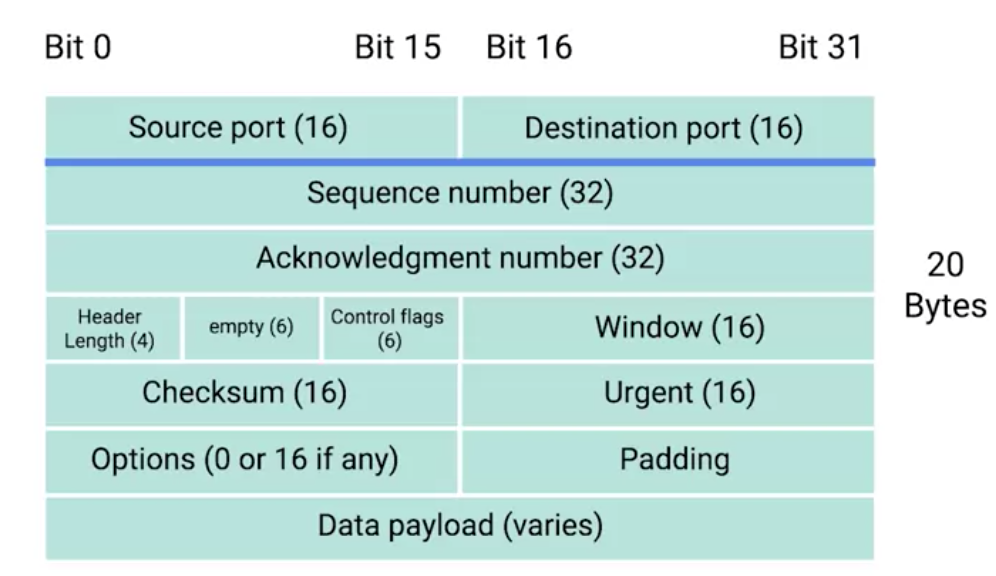 Bit 0
Bit 15
Bit 16
Bit 31
Source port (16)
Destination port (16)
Sequence number (32)
Acknowledgment number (32)
20
Bytes
Header
Length (4)
empty (6)
Control flags
(6)
Window (16)
Checksum (16)
Urgent (16)
Options (0 or 16 if any)
Padding
Data payload (varies)